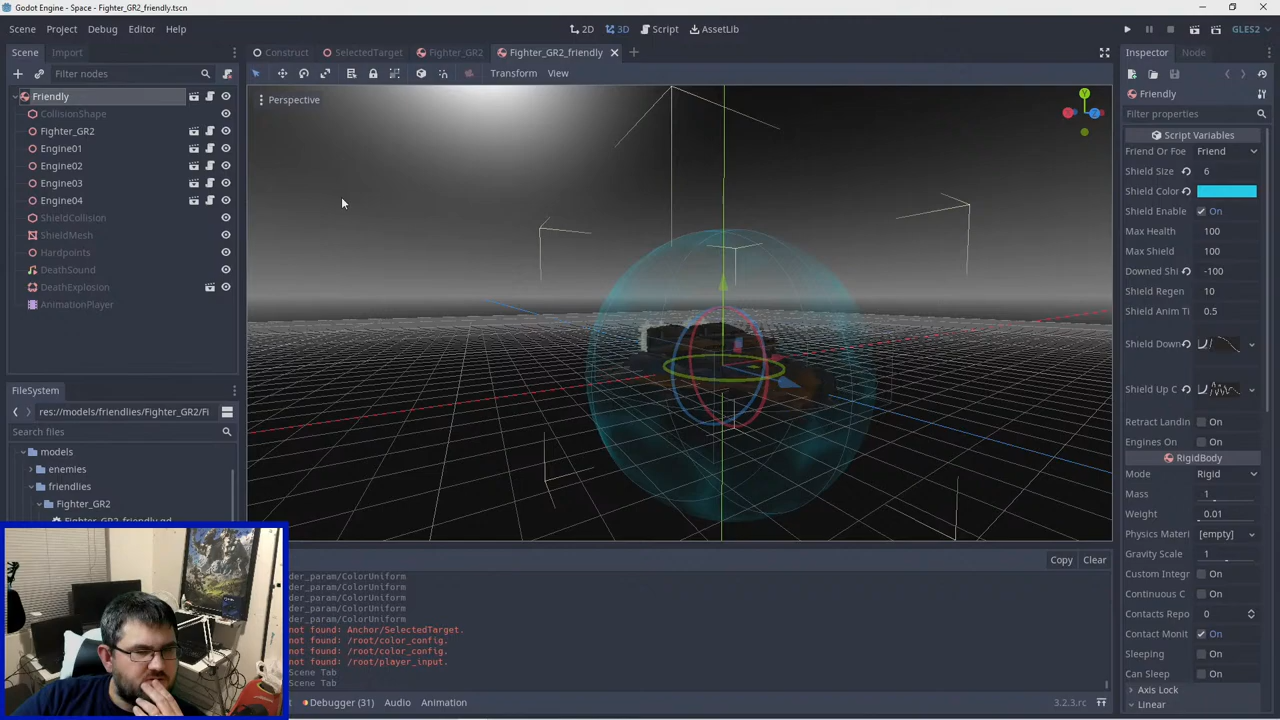 Godot Engine - Space - Fighter_GR2_friendly.tscn
Scene Project Debug Editor Help
2D 3D Script AssetLib
GLES2
Scene Import
Construct SelectedTarget Fighter_GR2 Fighter_GR2_friendly
Inspector Node
Filter nodes
Transform View
Friendly
CollisionShape
Fighter_GR2
Engine01
Engine02
Engine03
Engine04
ShieldCollision
ShieldMesh
Hardpoints
DeathSound
DeathExplosion
AnimationPlayer
Perspective
Y
Z
Friendly
Filter properties
Script Variables
Friend Or Foe Friend
Shield Size 6
Shield Color
Shield Enable On
Max Health 100
Max Shield 100
Downed Shi -100
Shield Regen 10
Shield Anim Ti 0.5
Shield Down
Shield Up C
Retract Landin On
Engines On On
RigidBody
Mode Rigid
Mass 1
Weight 0.01
Physics Materi [empty]
Gravity Scale 1
Custom Integr On
Continuous C On
Contacts Repo 0
Contact Monit On
Sleeping On
Can Sleep On
Axis Lock
Linear
FileSystem
res://models/friendlies/Fighter_GR2/Fi
Search files
models
enemies
friendlies
Fighter_GR2
Fighter_GR2_friendly.gd
Copy Clear
der_param/ColorUniform
der_param/ColorUniform
der_param/ColorUniform
der_param/ColorUniform
der_param/ColorUniform
not found: Anchor/SelectedTarget.
not found: /root/color_config.
not found: /root/color_config.
not found: /root/player_input.
Scene Tab
Scene Tab
Debugger (31) Audio Animation
3.2.3.rc